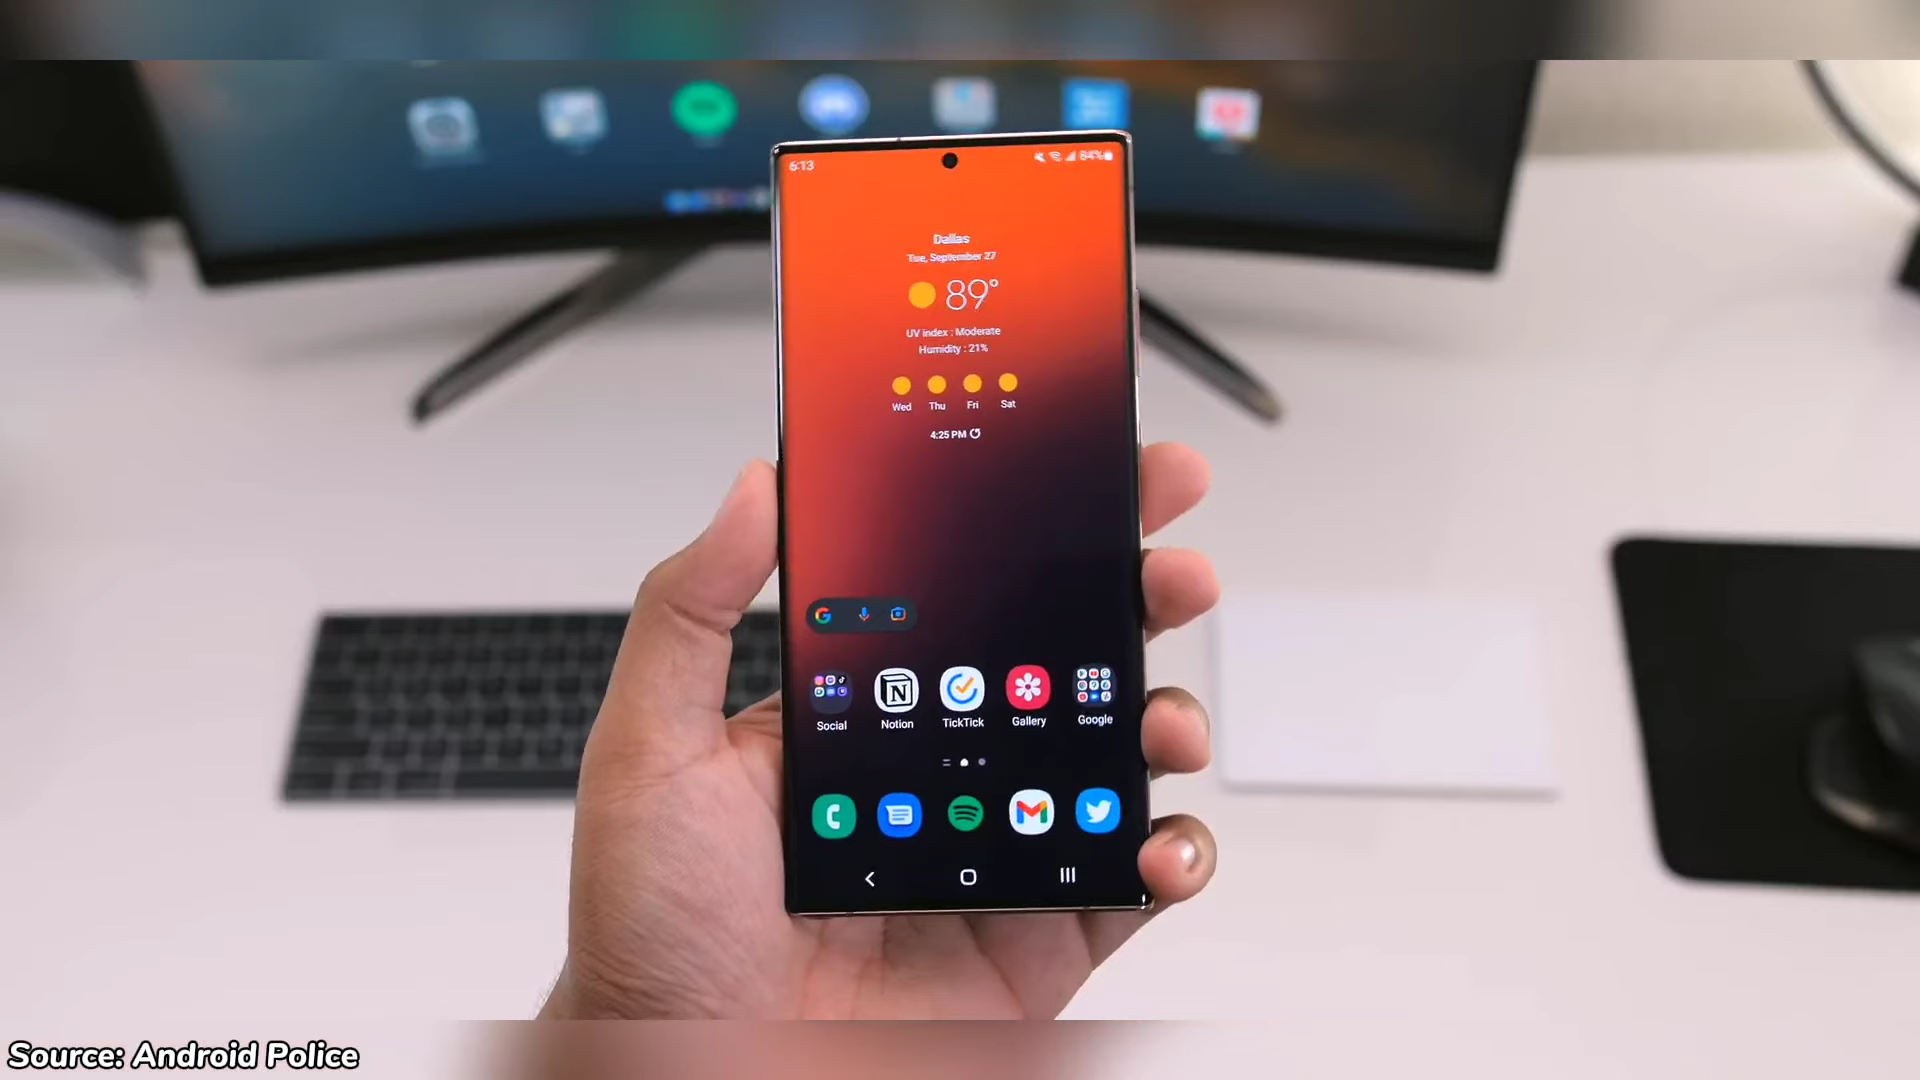 6:13
84%
Dallas
Tue, September 27
89°
UV index : Moderate
Humidity : 21%
Wed Thu Fri Sat
4:25 PM
Social Notion TickTick Gallery Google
Source: Android Police